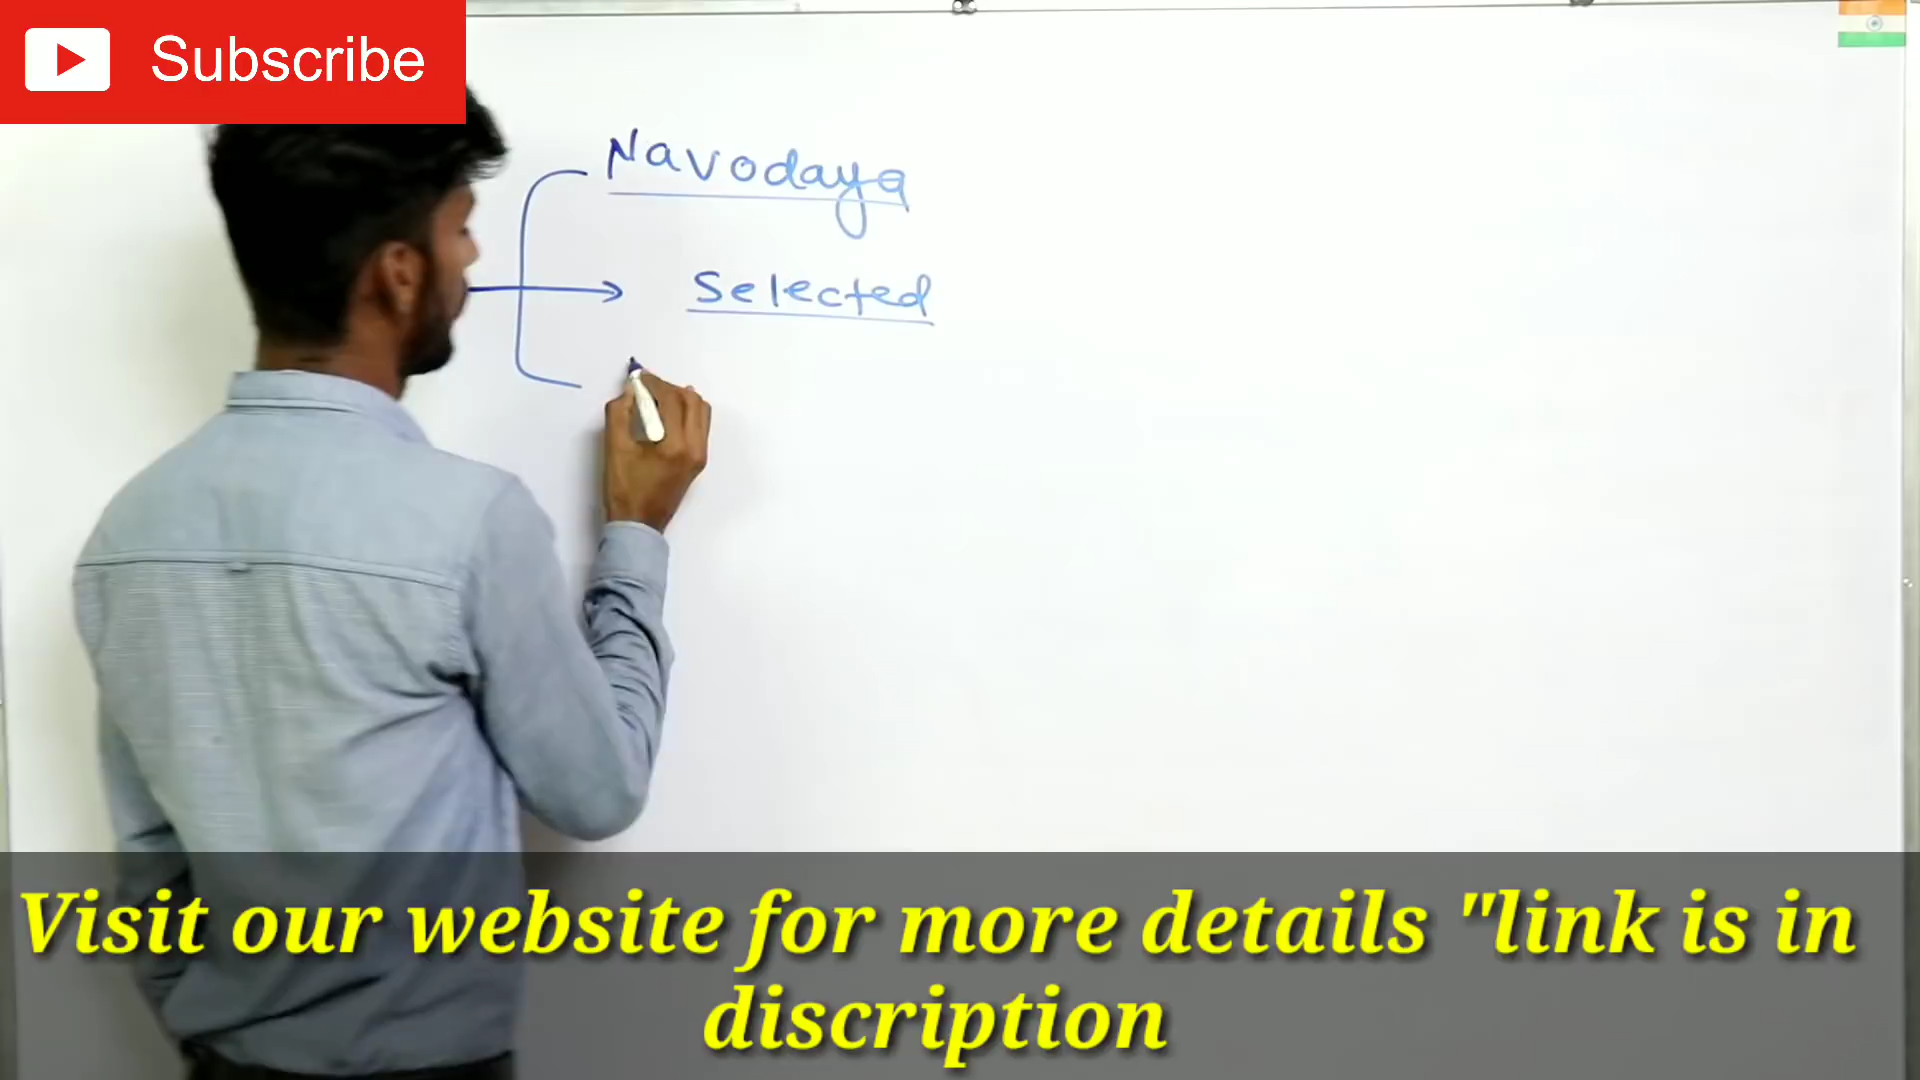 Subscribe
Navodaya
Selected
Visit our website for more details "link is in
discription